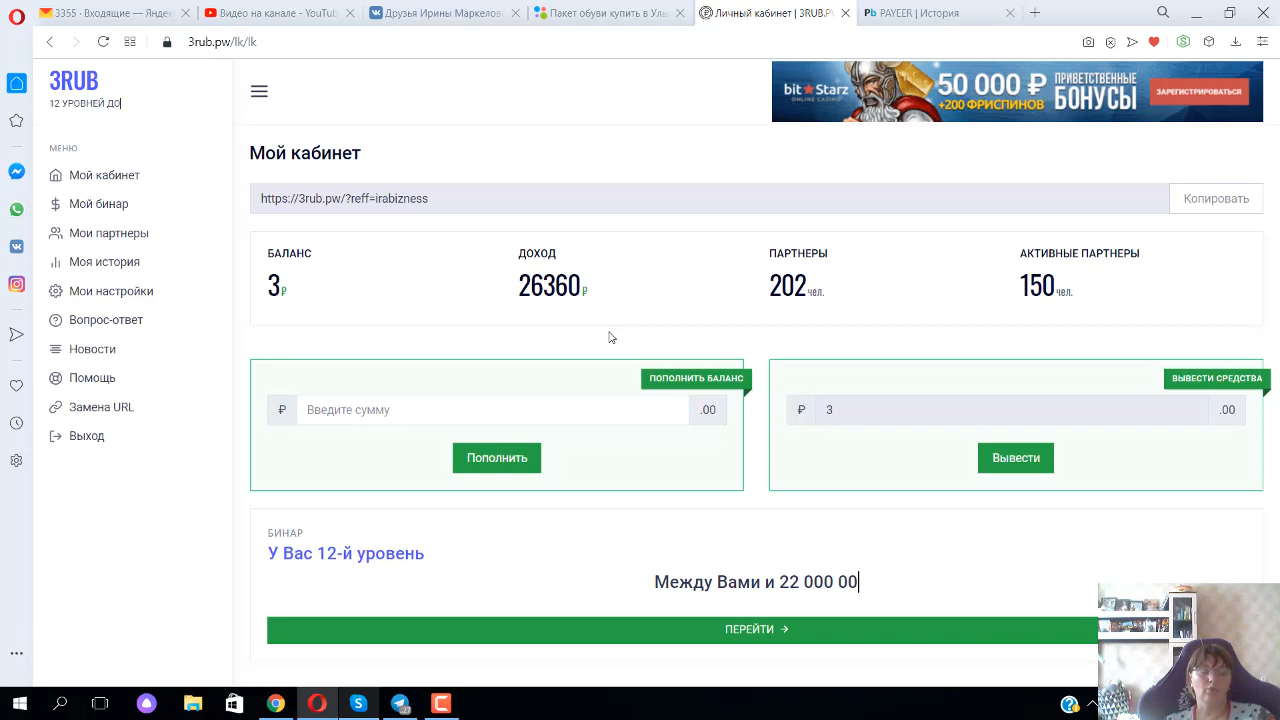 3355 · Входящие — Яндек
Видео на канале - YouTub
Друзья Ирины Маркелов
Пакет обуви купить в Уль
Личный кабинет | 3RUB.PW
PAYEER | История
3rub.pw/lk/lk
3RUB
12 УРОВНЕЙ ДО
bitStarz
ONLINE CASINO
50 000 ₽
+200 ФРИСПИНОВ
ПРИВЕТСТВЕННЫЕ
БОНУСЫ
ЗАРЕГИСТРИРОВАТЬСЯ
МЕНЮ
Мой кабинет
Мой бинар
Мои партнеры
Моя история
Мои настройки
Вопрос-ответ
Новости
Помощь
Замена URL
Выход
Мой кабинет
https://3rub.pw/?reff=irabizness
Копировать
БАЛАНС
3 ₽
ДОХОД
26360 ₽
ПАРТНЕРЫ
202 чел.
АКТИВНЫЕ ПАРТНЕРЫ
150 чел.
ПОПОЛНИТЬ БАЛАНС
₽ Введите сумму .00
Пополнить
ВЫВЕСТИ СРЕДСТВА
₽ 3 .00
Вывести
БИНАР
У Вас 12-й уровень
Между Вами и 22 000 00
ПЕРЕЙТИ →